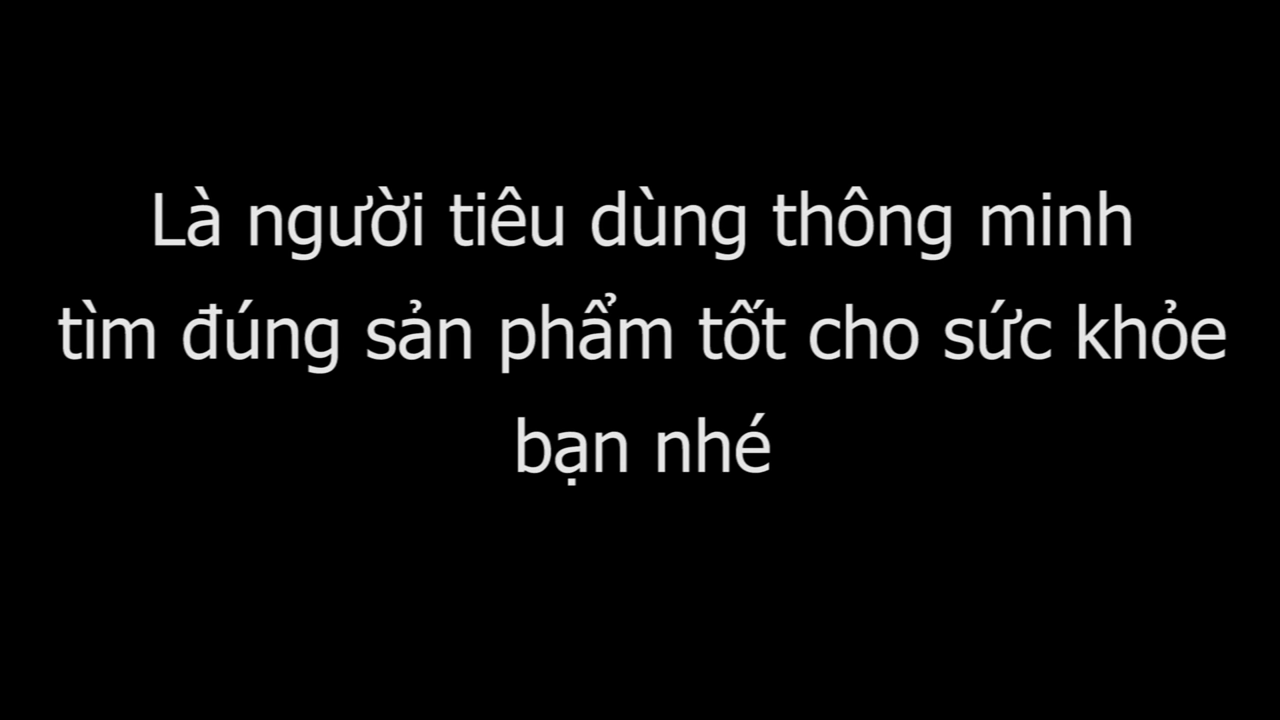 Là người tiêu dùng thông minh
tìm đúng sản phẩm tốt cho sức khỏe
bạn nhé